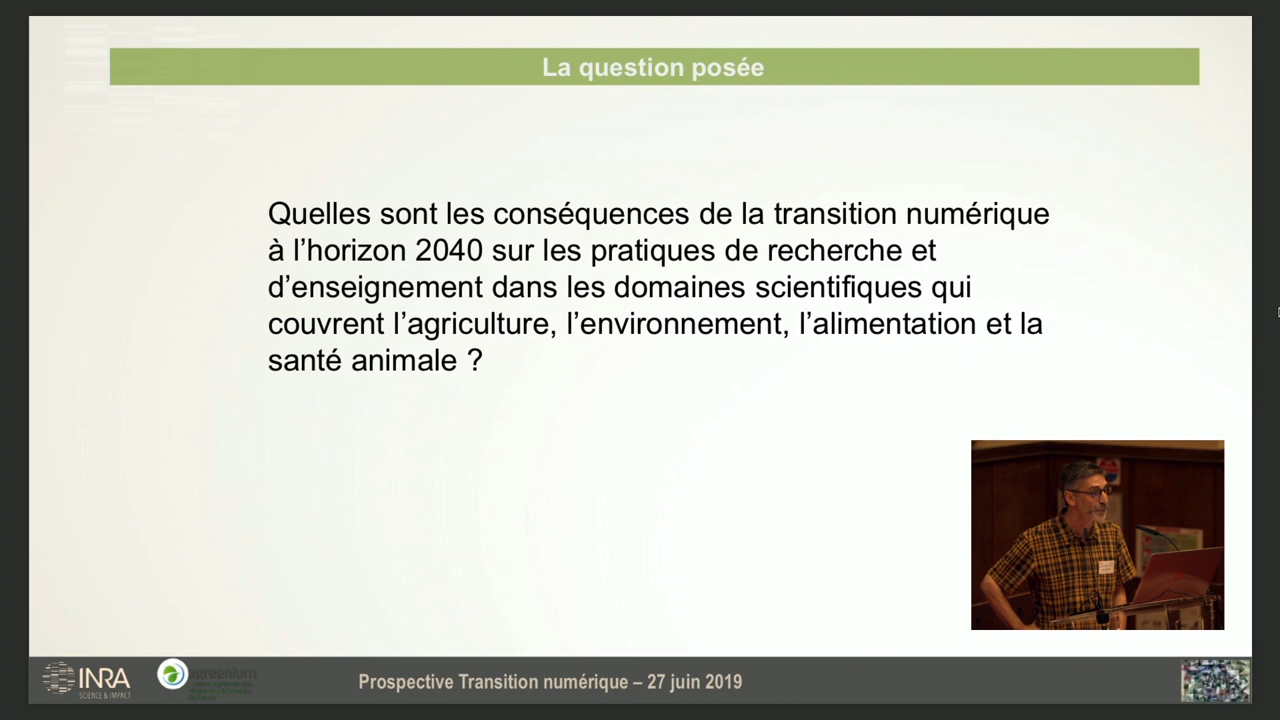 La question posée
Quelles sont les conséquences de la transition numérique
à l’horizon 2040 sur les pratiques de recherche et
d’enseignement dans les domaines scientifiques qui
couvrent l’agriculture, l’environnement, l’alimentation et la
santé animale ?
INRA
SCIENCE & IMPACT
agreenium
Prospective Transition numérique – 27 juin 2019